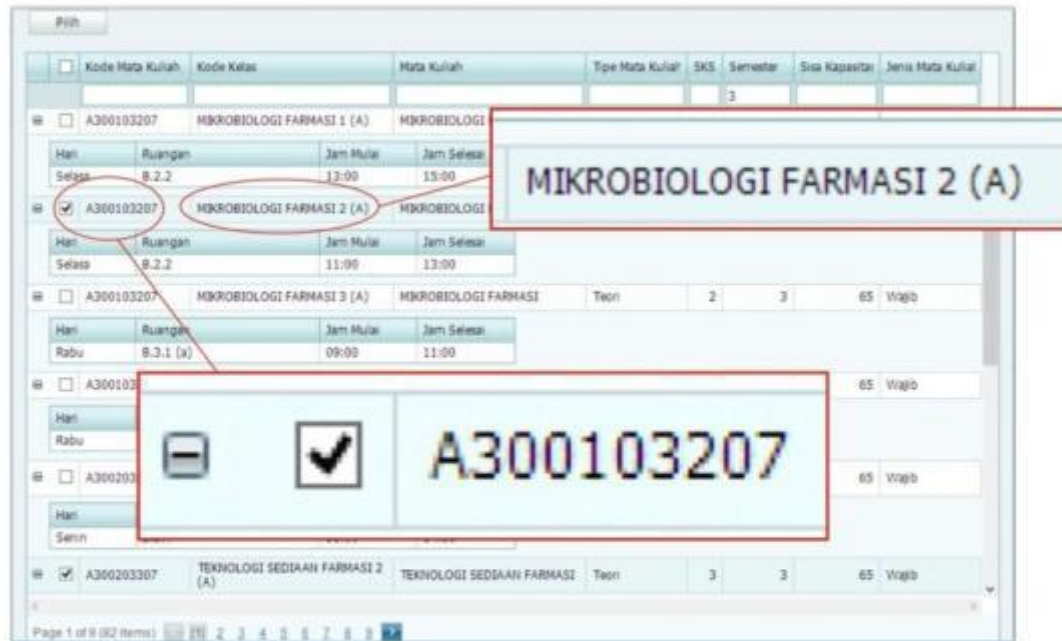 Pilih
Kode Mata Kuliah Kode Kelas Mata Kuliah Tipe Mata Kuliah SKS Semester Sisa Kapasitas Jenis Mata Kuliah
3
A300103207 MIKROBIOLOGI FARMASI 1 (A) MIKROBIOLOGI
Hari Ruangan Jam Mulai Jam Selesai
Selasa B.2.2 13:00 15:00
MIKROBIOLOGI FARMASI 2 (A)
A300103207 MIKROBIOLOGI FARMASI 2 (A) MIKROBIOLOGI
Hari Ruangan Jam Mulai Jam Selesai
Selasa B.2.2 11:00 13:00
A300103207 MIKROBIOLOGI FARMASI 3 (A) MIKROBIOLOGI FARMASI Teori 2 3 65 Wajib
Hari Ruangan Jam Mulai Jam Selesai
Rabu B.3.1 (a) 09:00 11:00
A300103 65 Wajib
Hari
Rabu
A300103207
A300203 65 Wajib
Hari
Senin
A300203307 TEKNOLOGI SEDIAAN FARMASI 2 (A) TEKNOLOGI SEDIAAN FARMASI Teori 3 3 65 Wajib
Page 1 of 9 (82 items) [1] 2 3 4 5 6 7 8 9